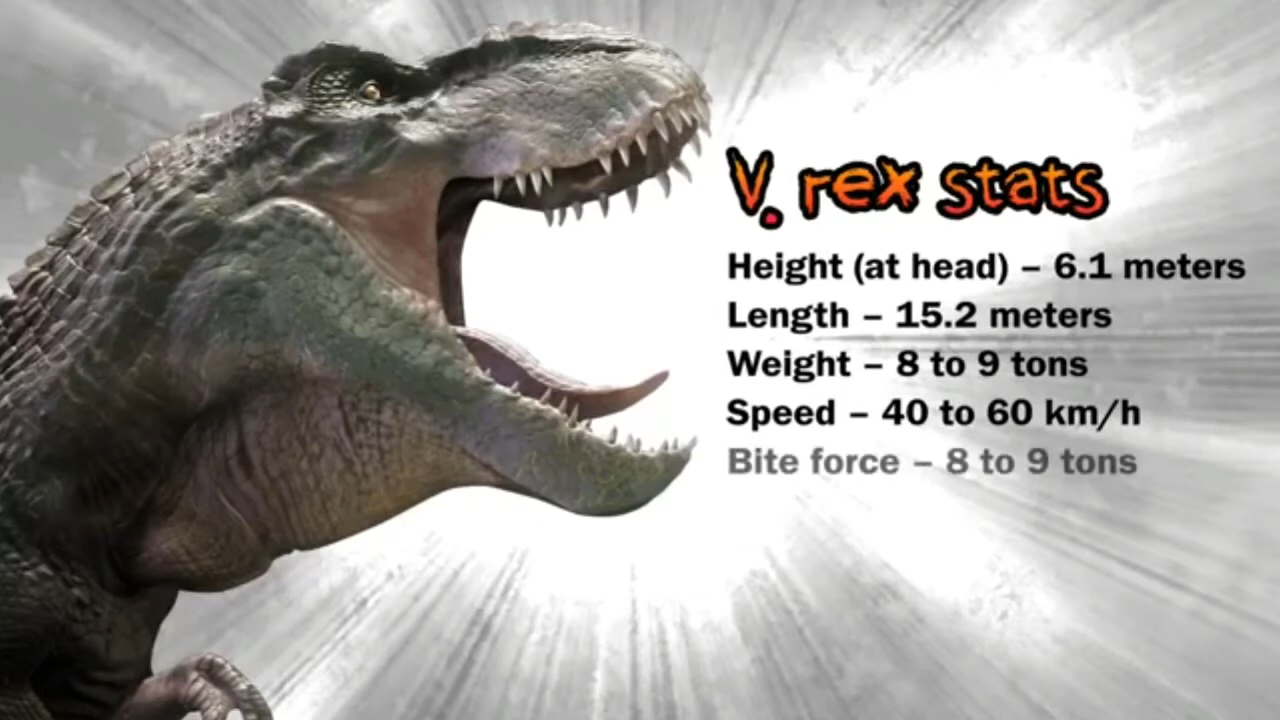 V. rex stats
Height (at head) – 6.1 meters
Length – 15.2 meters
Weight – 8 to 9 tons
Speed – 40 to 60 km/h
Bite force – 8 to 9 tons